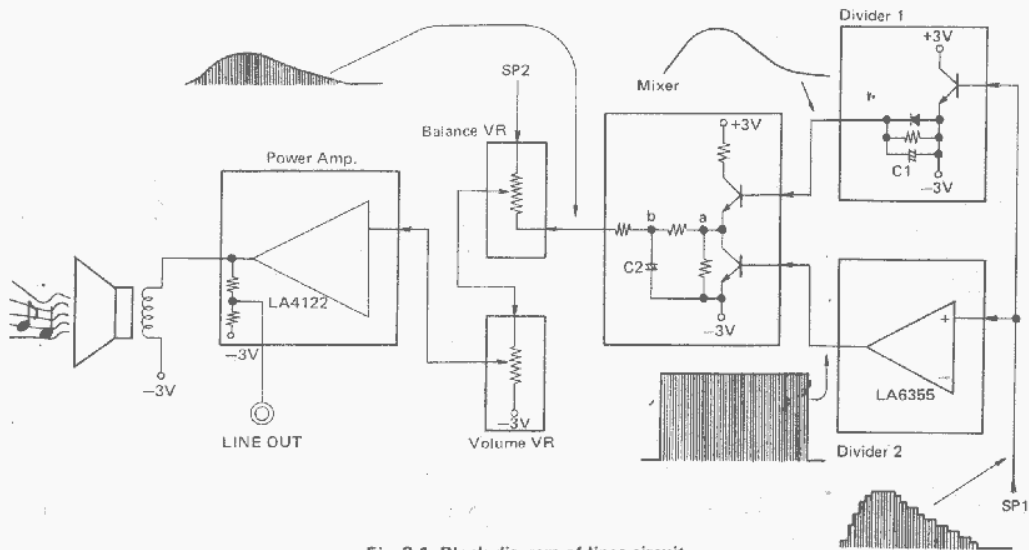 Divider 1
+3V
C1
−3V
Mixer
+3V
b
a
C2
−3V
SP2
Balance VR
Power Amp.
LA4122
−3V
−3V
LINE OUT
−3V
Volume VR
+
−
LA6355
Divider 2
SP1